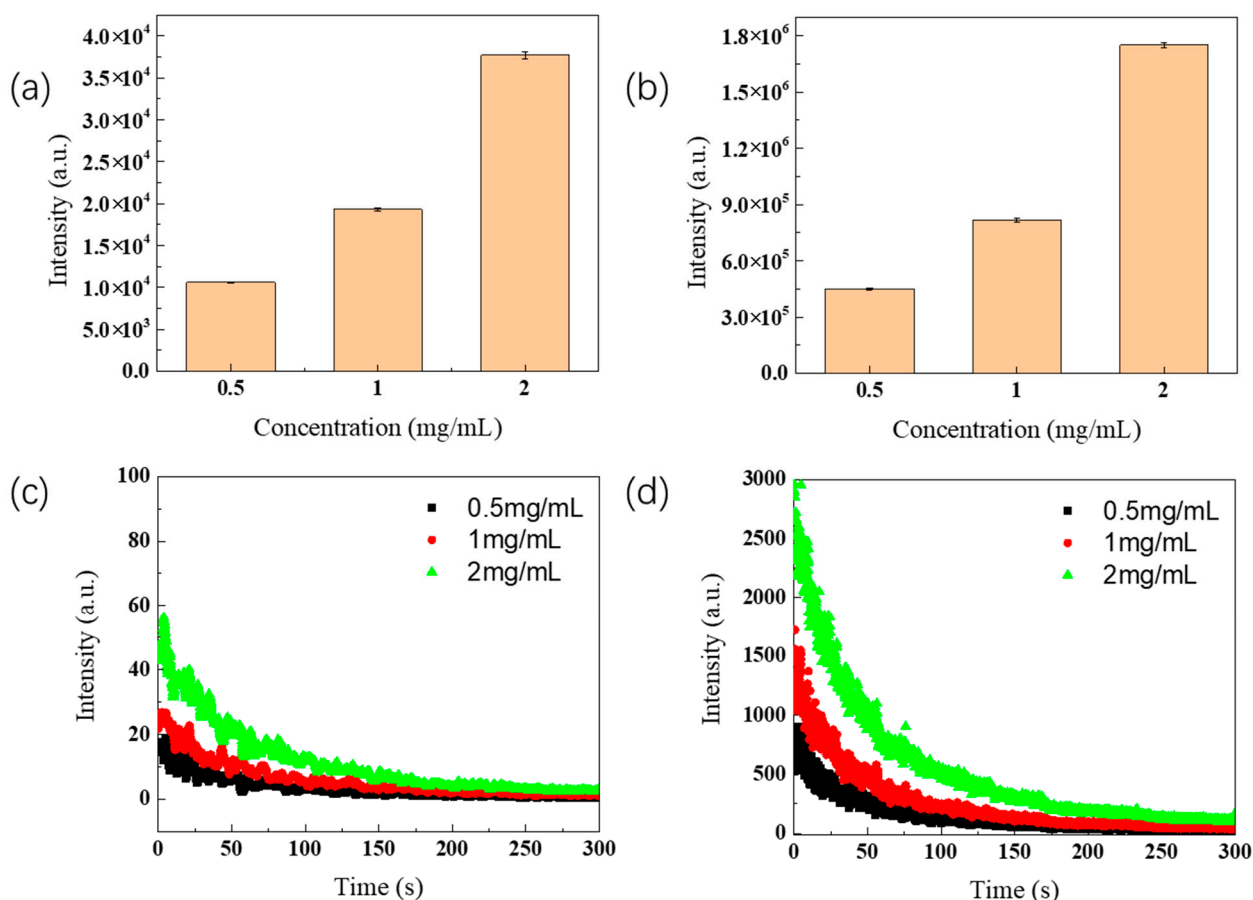 (a)
Intensity (a.u.)
4.0×10⁴
3.5×10⁴
3.0×10⁴
2.5×10⁴
2.0×10⁴
1.5×10⁴
1.0×10⁴
5.0×10³
0.0
0.5 1 2
Concentration (mg/mL)
(b)
Intensity (a.u.)
1.8×10⁶
1.5×10⁶
1.2×10⁶
9.0×10⁵
6.0×10⁵
3.0×10⁵
0.0
0.5 1 2
Concentration (mg/mL)
(c)
Intensity (a.u.)
100
80
60
40
20
0
0 50 100 150 200 250 300
Time (s)
0.5mg/mL
1mg/mL
2mg/mL
(d)
Intensity (a.u.)
3000
2500
2000
1500
1000
500
0
0 50 100 150 200 250 300
Time (s)
0.5mg/mL
1mg/mL
2mg/mL